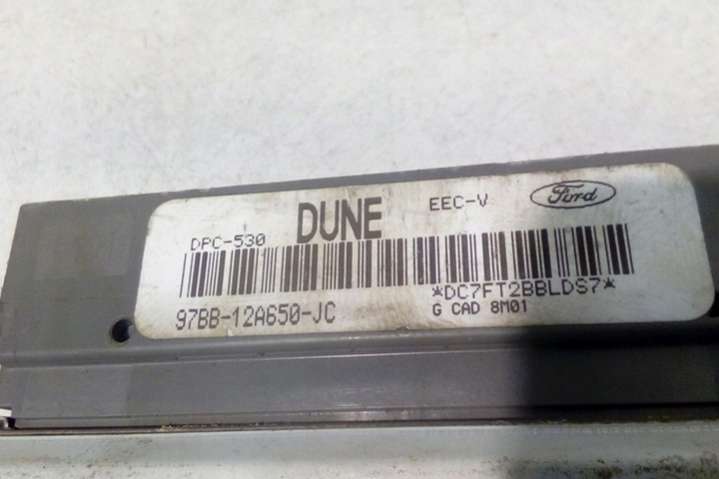 DPC-530 DUNE EEC-V Ford
*DC7FT2BBLDS7*
97BB-12A650-JC G CAD 8M01